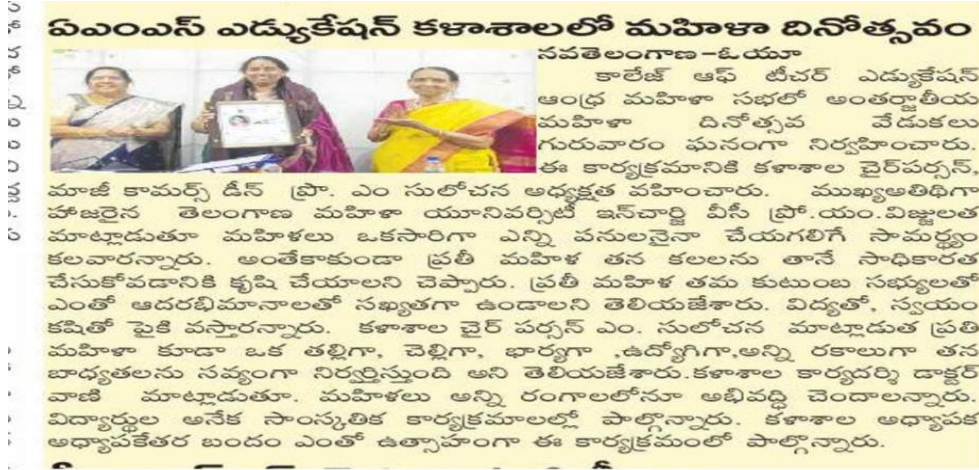 ఏఎంఎస్ ఎడ్యుకేషన్ కళాశాలలో మహిళా దినోత్సవం
నవతెలంగాణ-ఓయూ
కాలేజ్ ఆఫ్ టీచర్ ఎడ్యుకేషన్
ఆంధ్ర మహిళా సభలో అంతర్జాతీయ
మహిళా దినోత్సవ వేడుకలు
గురువారం ఘనంగా నిర్వహించారు.
ఈ కార్యక్రమానికి కళాశాల చైర్‌పర్సన్,
మాజీ కామర్స్ డీన్ ప్రొ. ఎం సులోచన అధ్యక్షత వహించారు. ముఖ్యఅతిథిగా
హాజరైన తెలంగాణ మహిళా యూనివర్సిటీ ఇన్‌చార్జి వీసీ ప్రో.యం.విజ్జులత
మాట్లాడుతూ మహిళలు ఒకసారిగా ఎన్ని పనులనైనా చేయగలిగే సామర్థ్యం
కలవారన్నారు. అంతేకాకుండా ప్రతీ మహిళ తన కలలను తానే సాధికారత
చేసుకోవడానికి కృషి చేయాలని చెప్పారు. ప్రతీ మహిళ తమ కుటుంబ సభ్యులతో
ఎంతో ఆదరభిమానాలతో సఖ్యతగా ఉండాలని తెలియజేశారు. విద్యతో, స్వయం
కషితో పైకి వస్తారన్నారు. కళాశాల చైర్ పర్సన్ ఎం. సులోచన మాట్లాడుత ప్రతి
మహిళా కూడా ఒక తల్లిగా, చెల్లిగా, భార్యగా ,ఉద్యోగిగా,అన్ని రకాలుగా తన
బాధ్యతలను సవ్యంగా నిర్వర్తిస్తుంది అని తెలియజేశారు.కళాశాల కార్యదర్శి డాక్టర్
వాణి మాట్లాడుతూ. మహిళలు అన్ని రంగాలలోనూ అభివద్ధి చెందాలన్నారు.
విద్యార్థుల అనేక సాంస్కతిక కార్యక్రమాలల్లో పాల్గొన్నారు. కళాశాల అధ్యాపక
అధ్యాపకేతర బందం ఎంతో ఉత్సాహంగా ఈ కార్యక్రమంలో పాల్గొన్నారు.